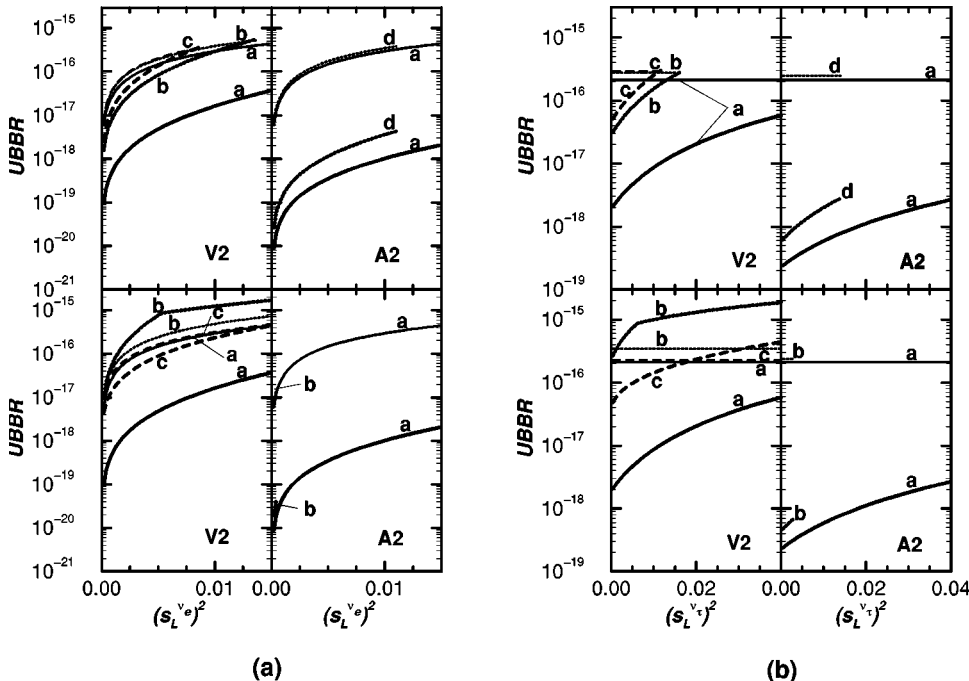 10⁻¹⁵
10⁻¹⁶
10⁻¹⁷
10⁻¹⁸
10⁻¹⁹
10⁻²⁰
10⁻²¹
UBBR
c b
a
b
a
V2
d
a
d
a
A2
10⁻¹⁵
10⁻¹⁶
10⁻¹⁷
10⁻¹⁸
10⁻¹⁹
10⁻²⁰
10⁻²¹
UBBR
b
b
c
c
a
a
V2
a
b
a
b
A2
0.00 0.01 0.00 0.01
(s_L^{ν_e})² (s_L^{ν_e})²
(a)
10⁻¹⁵
10⁻¹⁶
10⁻¹⁷
10⁻¹⁸
10⁻¹⁹
UBBR
c b
c
b
a
V2
d
a
d
a
A2
10⁻¹⁵
10⁻¹⁶
10⁻¹⁷
10⁻¹⁸
10⁻¹⁹
UBBR
b
b
c
a
c
a
V2
b
a
b
a
A2
0.00 0.02 0.00 0.02 0.04
(s_L^{ν_τ})² (s_L^{ν_τ})²
(b)